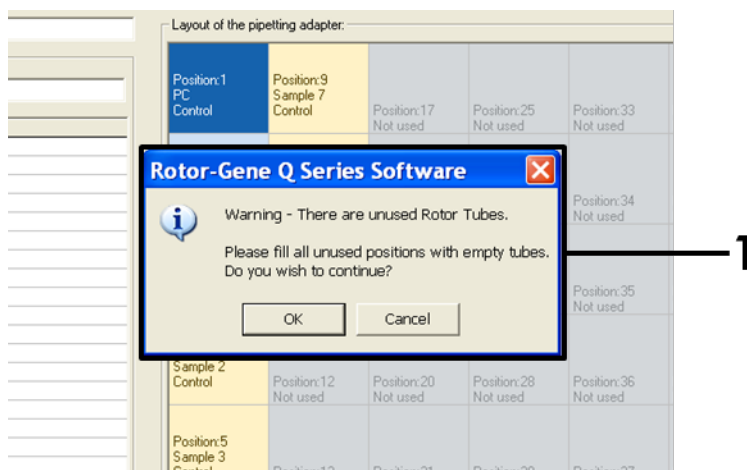 Layout of the pipetting adapter:
Position:1
PC
Control
Position:9
Sample 7
Control
Position:17
Not used
Position:25
Not used
Position:33
Not used
Rotor-Gene Q Series Software
Warning - There are unused Rotor Tubes.
Please fill all unused positions with empty tubes.
Do you wish to continue?
OK
Cancel
1
Position:34
Not used
Position:35
Not used
Sample 2
Control
Position:12
Not used
Position:20
Not used
Position:28
Not used
Position:36
Not used
Position:5
Sample 3